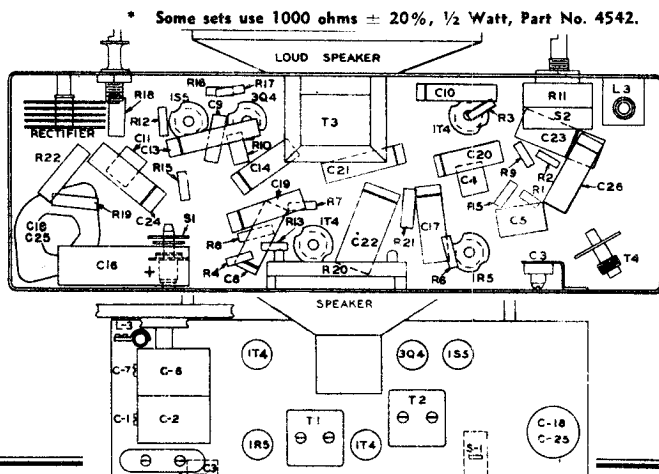 * Some sets use 1000 ohms ± 20%, ½ Watt, Part No. 4542.
LOUD SPEAKER
R18
R16
R17
C10
R11
L3
1S5
C9
3Q4
S2
RECTIFIER
R12
T3
1T4
R3
C23
C11
C13
R10
R22
C14
C21
C20
R9
R2
R15
C4
C26
R19
C24
S1
C19
R7
R15
R1
C18
C25
R8
R13
1T4
C17
C5
C16
+
R4
C8
C22
R21
C3
T4
R20
R6
1R5
SPEAKER
L-3
C-7
C-6
1T4
3Q4
1S5
C-1
C-2
T1
T2
C-18
C-25
1R5
1T4
S-1
C3